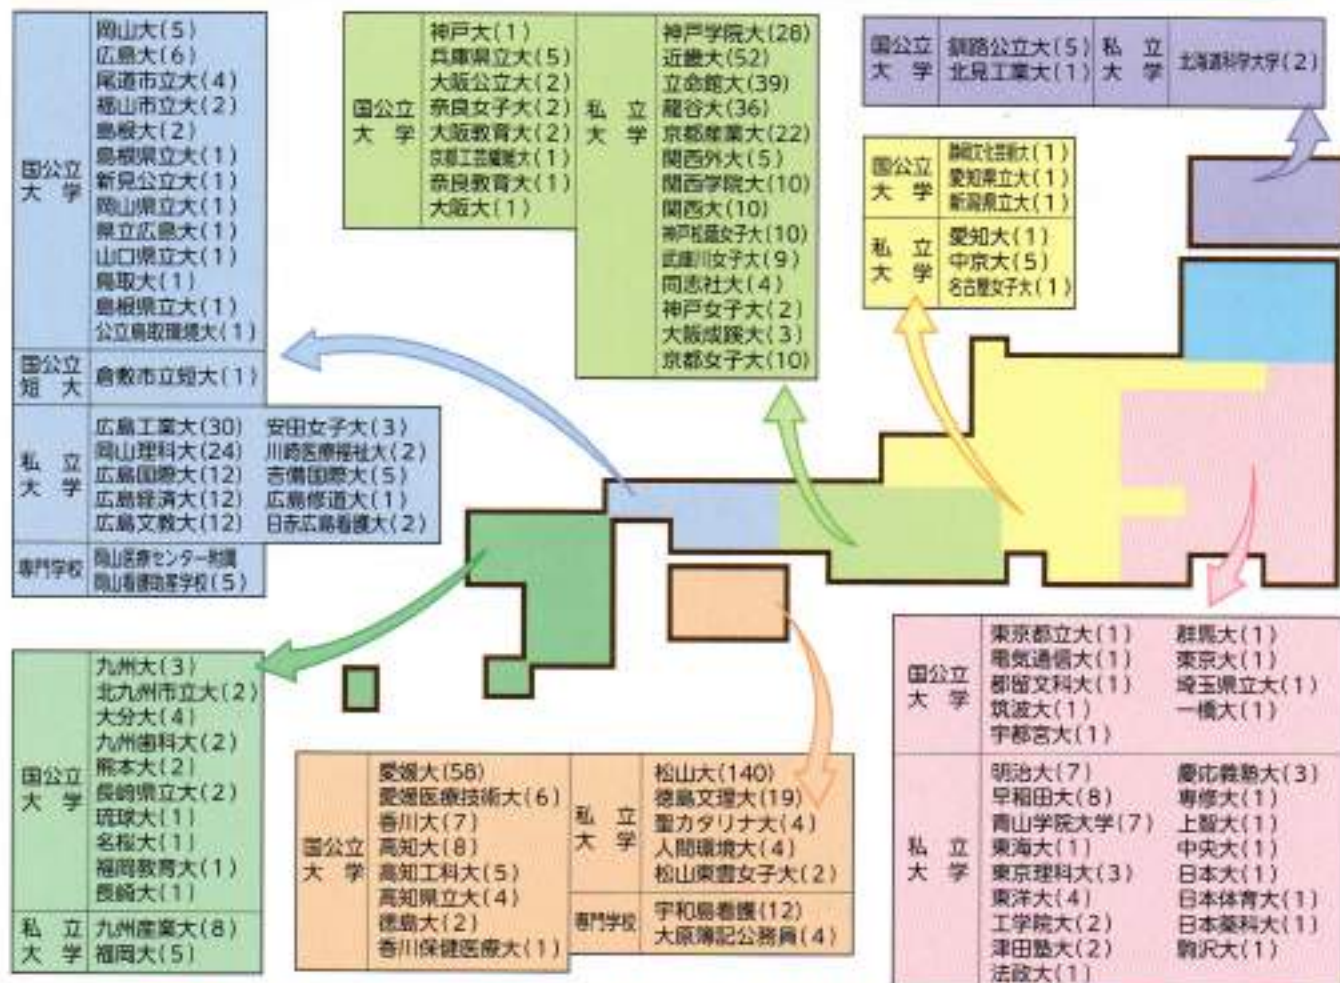 国公立
大学
岡山大(5)
広島大(6)
尾道市立大(4)
福山市立大(2)
島根大(2)
島根県立大(1)
新見公立大(1)
岡山県立大(1)
県立広島大(1)
山口県立大(1)
鳥取大(1)
島根県立大(1)
公立鳥取環境大(1)
国公立
短大
倉敷市立短大(1)
私立
大学
広島工業大(30) 安田女子大(3)
岡山理科大(24) 川崎医療福祉大(2)
広島国際大(12) 吉備国際大(5)
広島経済大(12) 広島修道大(1)
広島文教大(12) 日赤広島看護大(2)
専門学校
岡山医療センター附属
岡山看護助産学校(5)
国公立
大学
神戸大(1)
兵庫県立大(5)
大阪公立大(2)
奈良女子大(2)
大阪教育大(2)
京都工芸繊維大(1)
奈良教育大(1)
大阪大(1)
私立
大学
神戸学院大(28)
近畿大(52)
立命館大(39)
龍谷大(36)
京都産業大(22)
関西外大(5)
関西学院大(10)
関西大(10)
神戸松蔭女子大(10)
武庫川女子大(9)
同志社大(4)
神戸女子大(2)
大阪成蹊大(3)
京都女子大(10)
国公立
大学
釧路公立大(5)
北見工業大(1)
私立
大学
北海道科学大学(2)
国公立
大学
静岡文化芸術大(1)
愛知県立大(1)
新潟県立大(1)
私立
大学
愛知大(1)
中京大(5)
名古屋女子大(1)
国公立
大学
九州大(3)
北九州市立大(2)
大分大(4)
九州歯科大(2)
熊本大(2)
長崎県立大(2)
琉球大(1)
名桜大(1)
福岡教育大(1)
長崎大(1)
私立
大学
九州産業大(8)
福岡大(5)
国公立
大学
愛媛大(58)
愛媛医療技術大(6)
香川大(7)
高知大(8)
高知工科大(5)
高知県立大(4)
徳島大(2)
香川保健医療大(1)
私立
大学
松山大(140)
徳島文理大(19)
聖カタリナ大(4)
人間環境大(4)
松山東雲女子大(2)
専門学校
宇和島看護(12)
大原簿記公務員(4)
国公立
大学
東京都立大(1) 群馬大(1)
電気通信大(1) 東京大(1)
都留文科大(1) 埼玉県立大(1)
筑波大(1) 一橋大(1)
宇都宮大(1)
私立
大学
明治大(7) 慶応義塾大(3)
早稲田大(8) 専修大(1)
青山学院大学(7) 上智大(1)
東海大(1) 中央大(1)
東京理科大(3) 日本大(1)
東洋大(4) 日本体育大(1)
工学院大(2) 日本薬科大(1)
津田塾大(2) 駒沢大(1)
法政大(1)